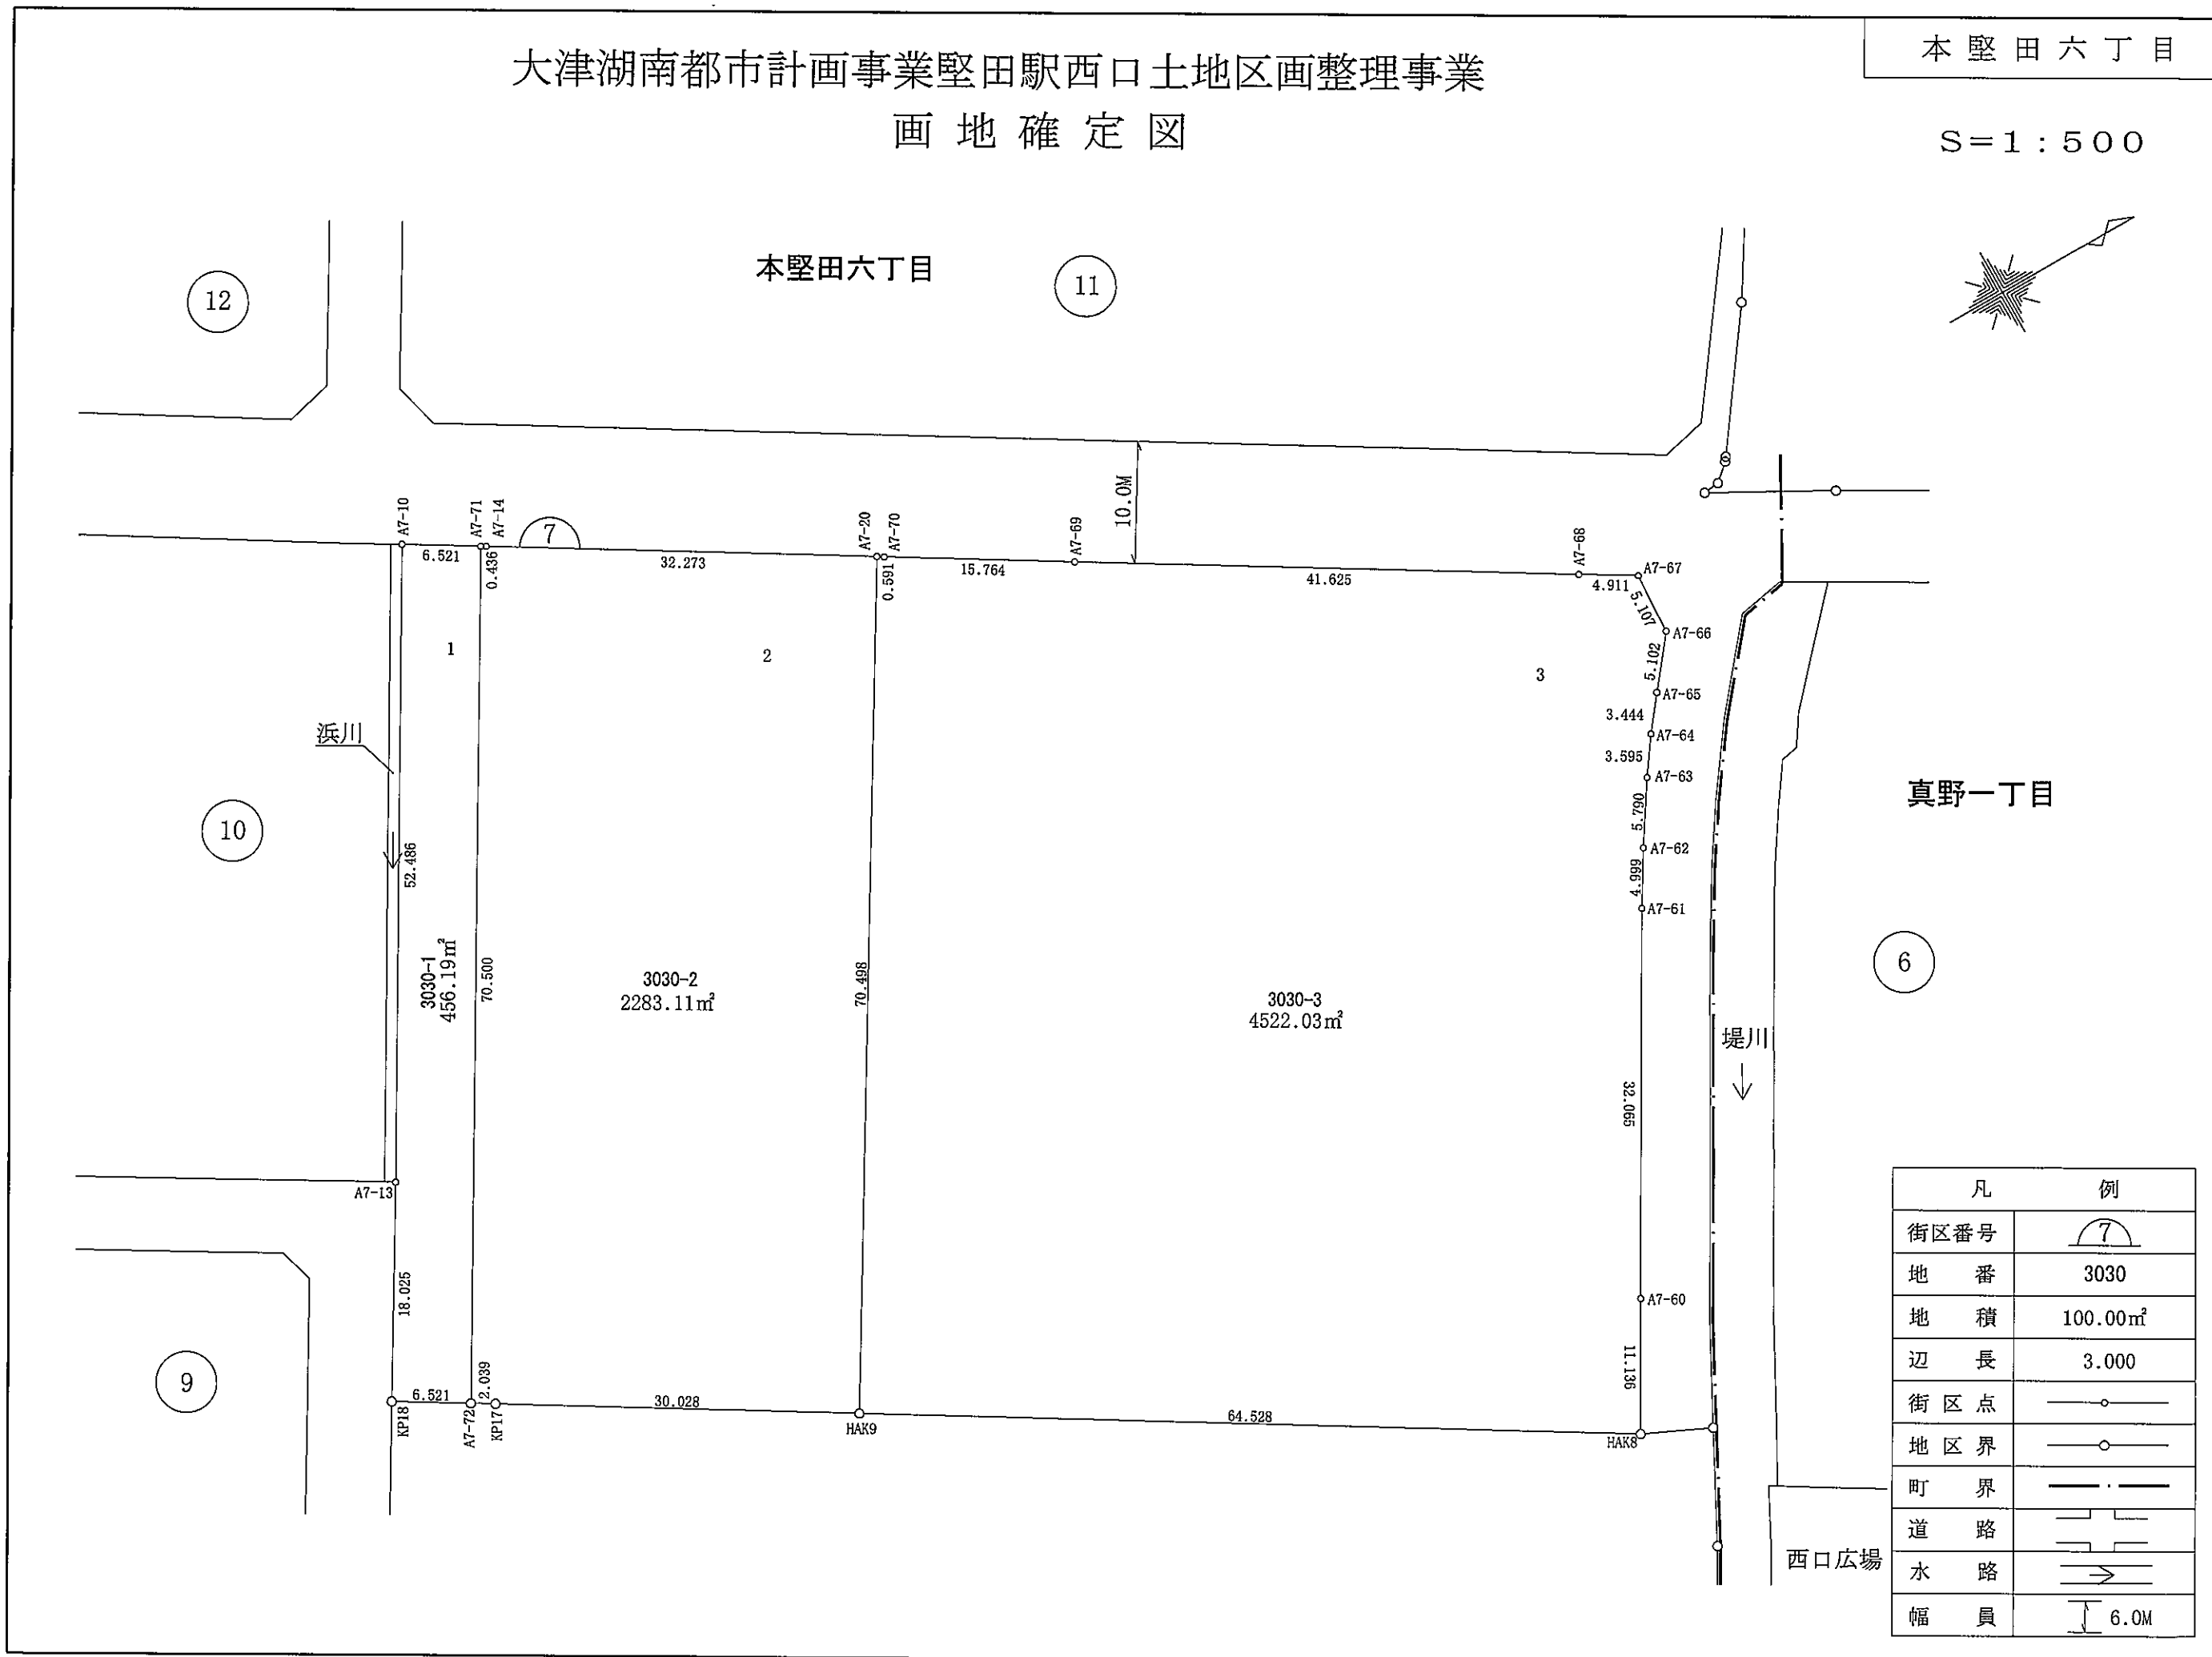 本堅田六丁目
大津湖南都市計画事業堅田駅西口土地区画整理事業
画地確定図
S=1:500
本堅田六丁目
11
12
10.0M
A7-10
A7-71
A7-14
7
A7-20
A7-70
A7-69
A7-68
A7-67
6.521
0.436
32.273
0.591
15.764
41.625
4.911
5.107
A7-66
1
2
3
5.102
A7-65
3.444
A7-64
3.595
A7-63
5.790
A7-62
4.999
A7-61
浜川
真野一丁目
10
52.486
3030-1
456.19㎡
70.500
3030-2
2283.11㎡
70.498
3030-3
4522.03㎡
6
堤川
32.065
A7-13
18.025
A7-60
11.136
9
6.521
2.039
30.028
64.528
KP18
A7-72
KP17
HAK9
HAK8
西口広場
凡例
街区番号 7
地番 3030
地積 100.00㎡
辺長 3.000
街区点
地区界
町界
道路
水路
幅員 6.0M